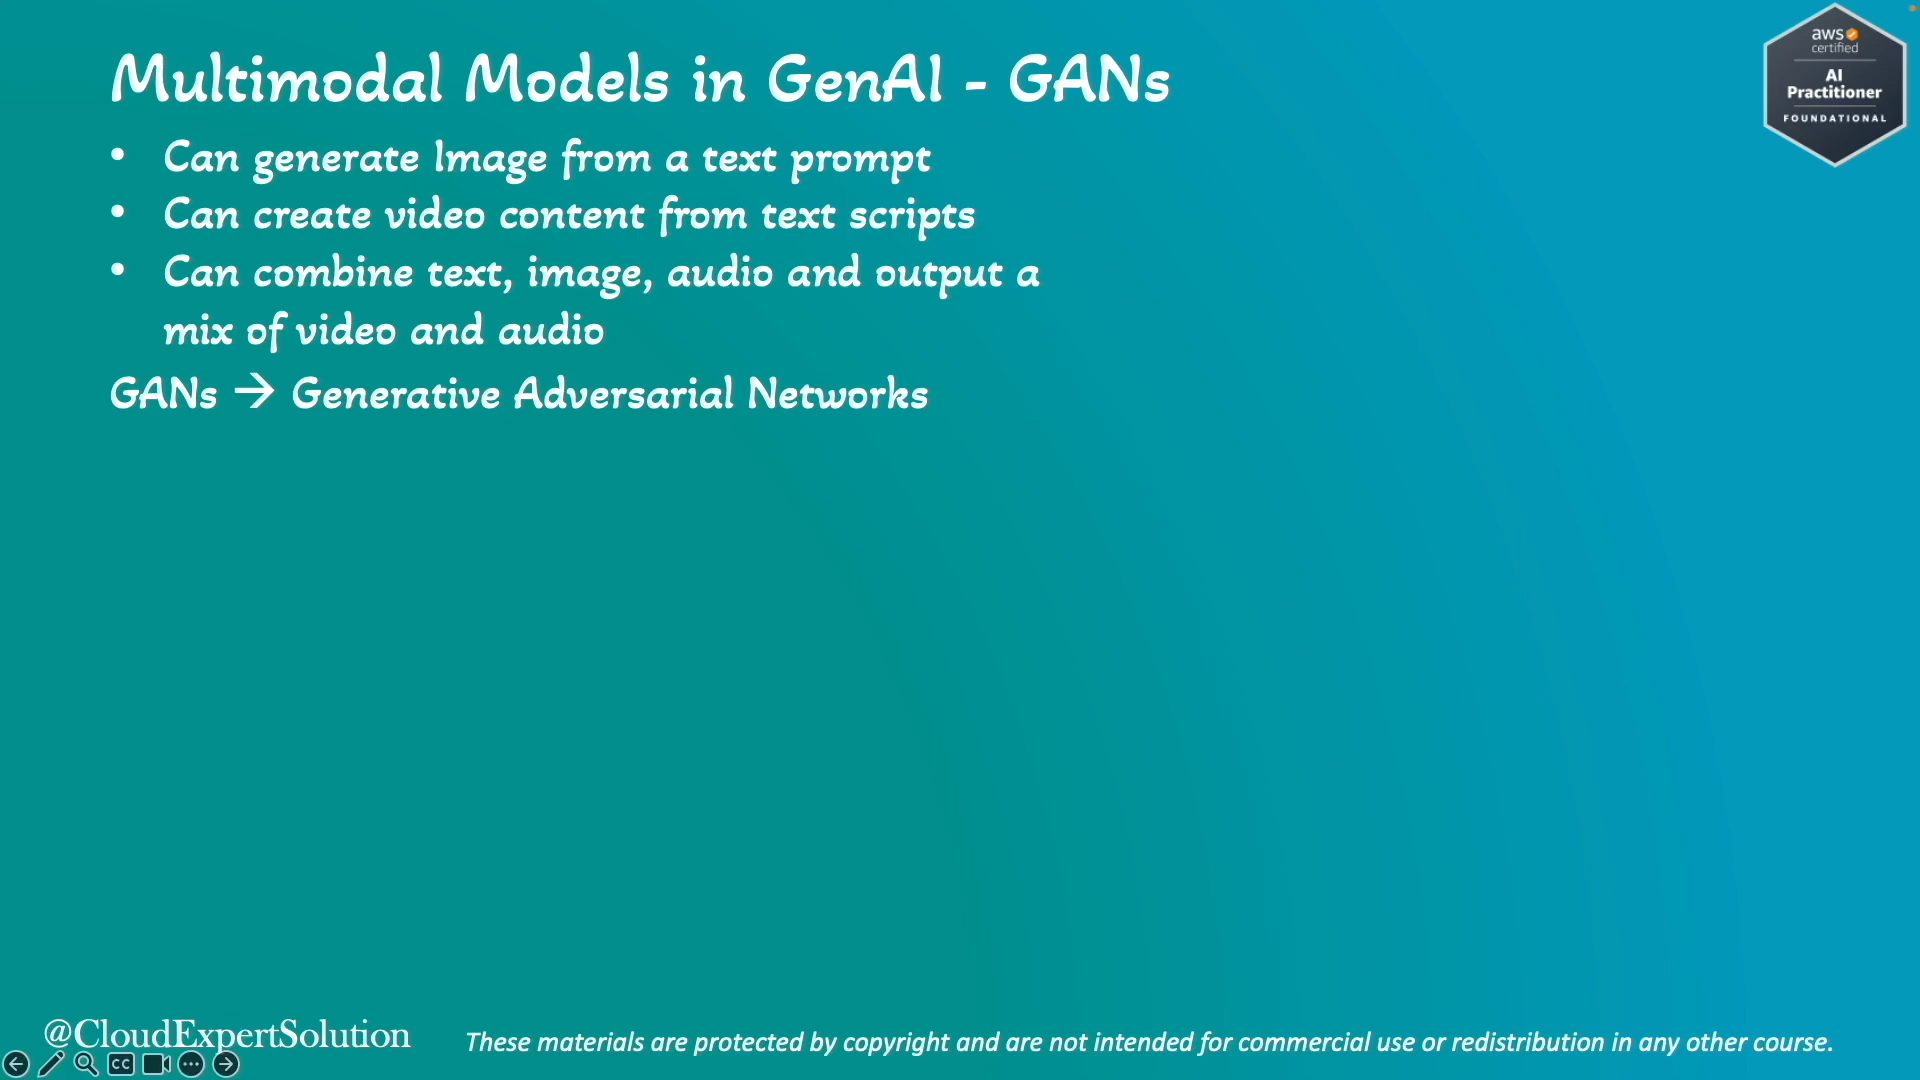 Multimodal Models in GenAI - GANs
aws
certified
AI
Practitioner
FOUNDATIONAL
• Can generate Image from a text prompt
• Can create video content from text scripts
• Can combine text, image, audio and output a
mix of video and audio
GANs → Generative Adversarial Networks
@CloudExpertSolution
These materials are protected by copyright and are not intended for commercial use or redistribution in any other course.
CC